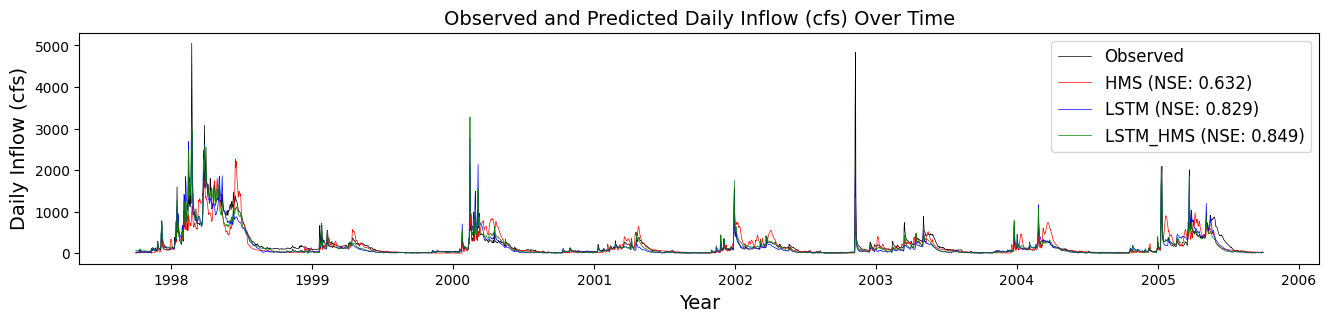 Observed and Predicted Daily Inflow (cfs) Over Time
Daily Inflow (cfs)
5000
4000
3000
2000
1000
0
Observed
HMS (NSE: 0.632)
LSTM (NSE: 0.829)
LSTM_HMS (NSE: 0.849)
1998 1999 2000 2001 2002 2003 2004 2005 2006
Year